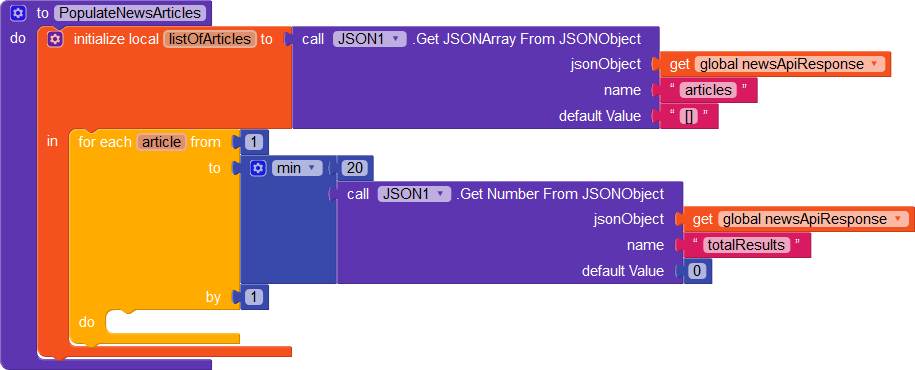 to PopulateNewsArticles
do initialize local listOfArticles to call JSON1 .Get JSONArray From JSONObject
jsonObject get global newsApiResponse
name “ articles ”
default Value “ [] ”
in for each article from 1
to min 20
call JSON1 .Get Number From JSONObject
jsonObject get global newsApiResponse
name “ totalResults ”
default Value 0
by 1
do